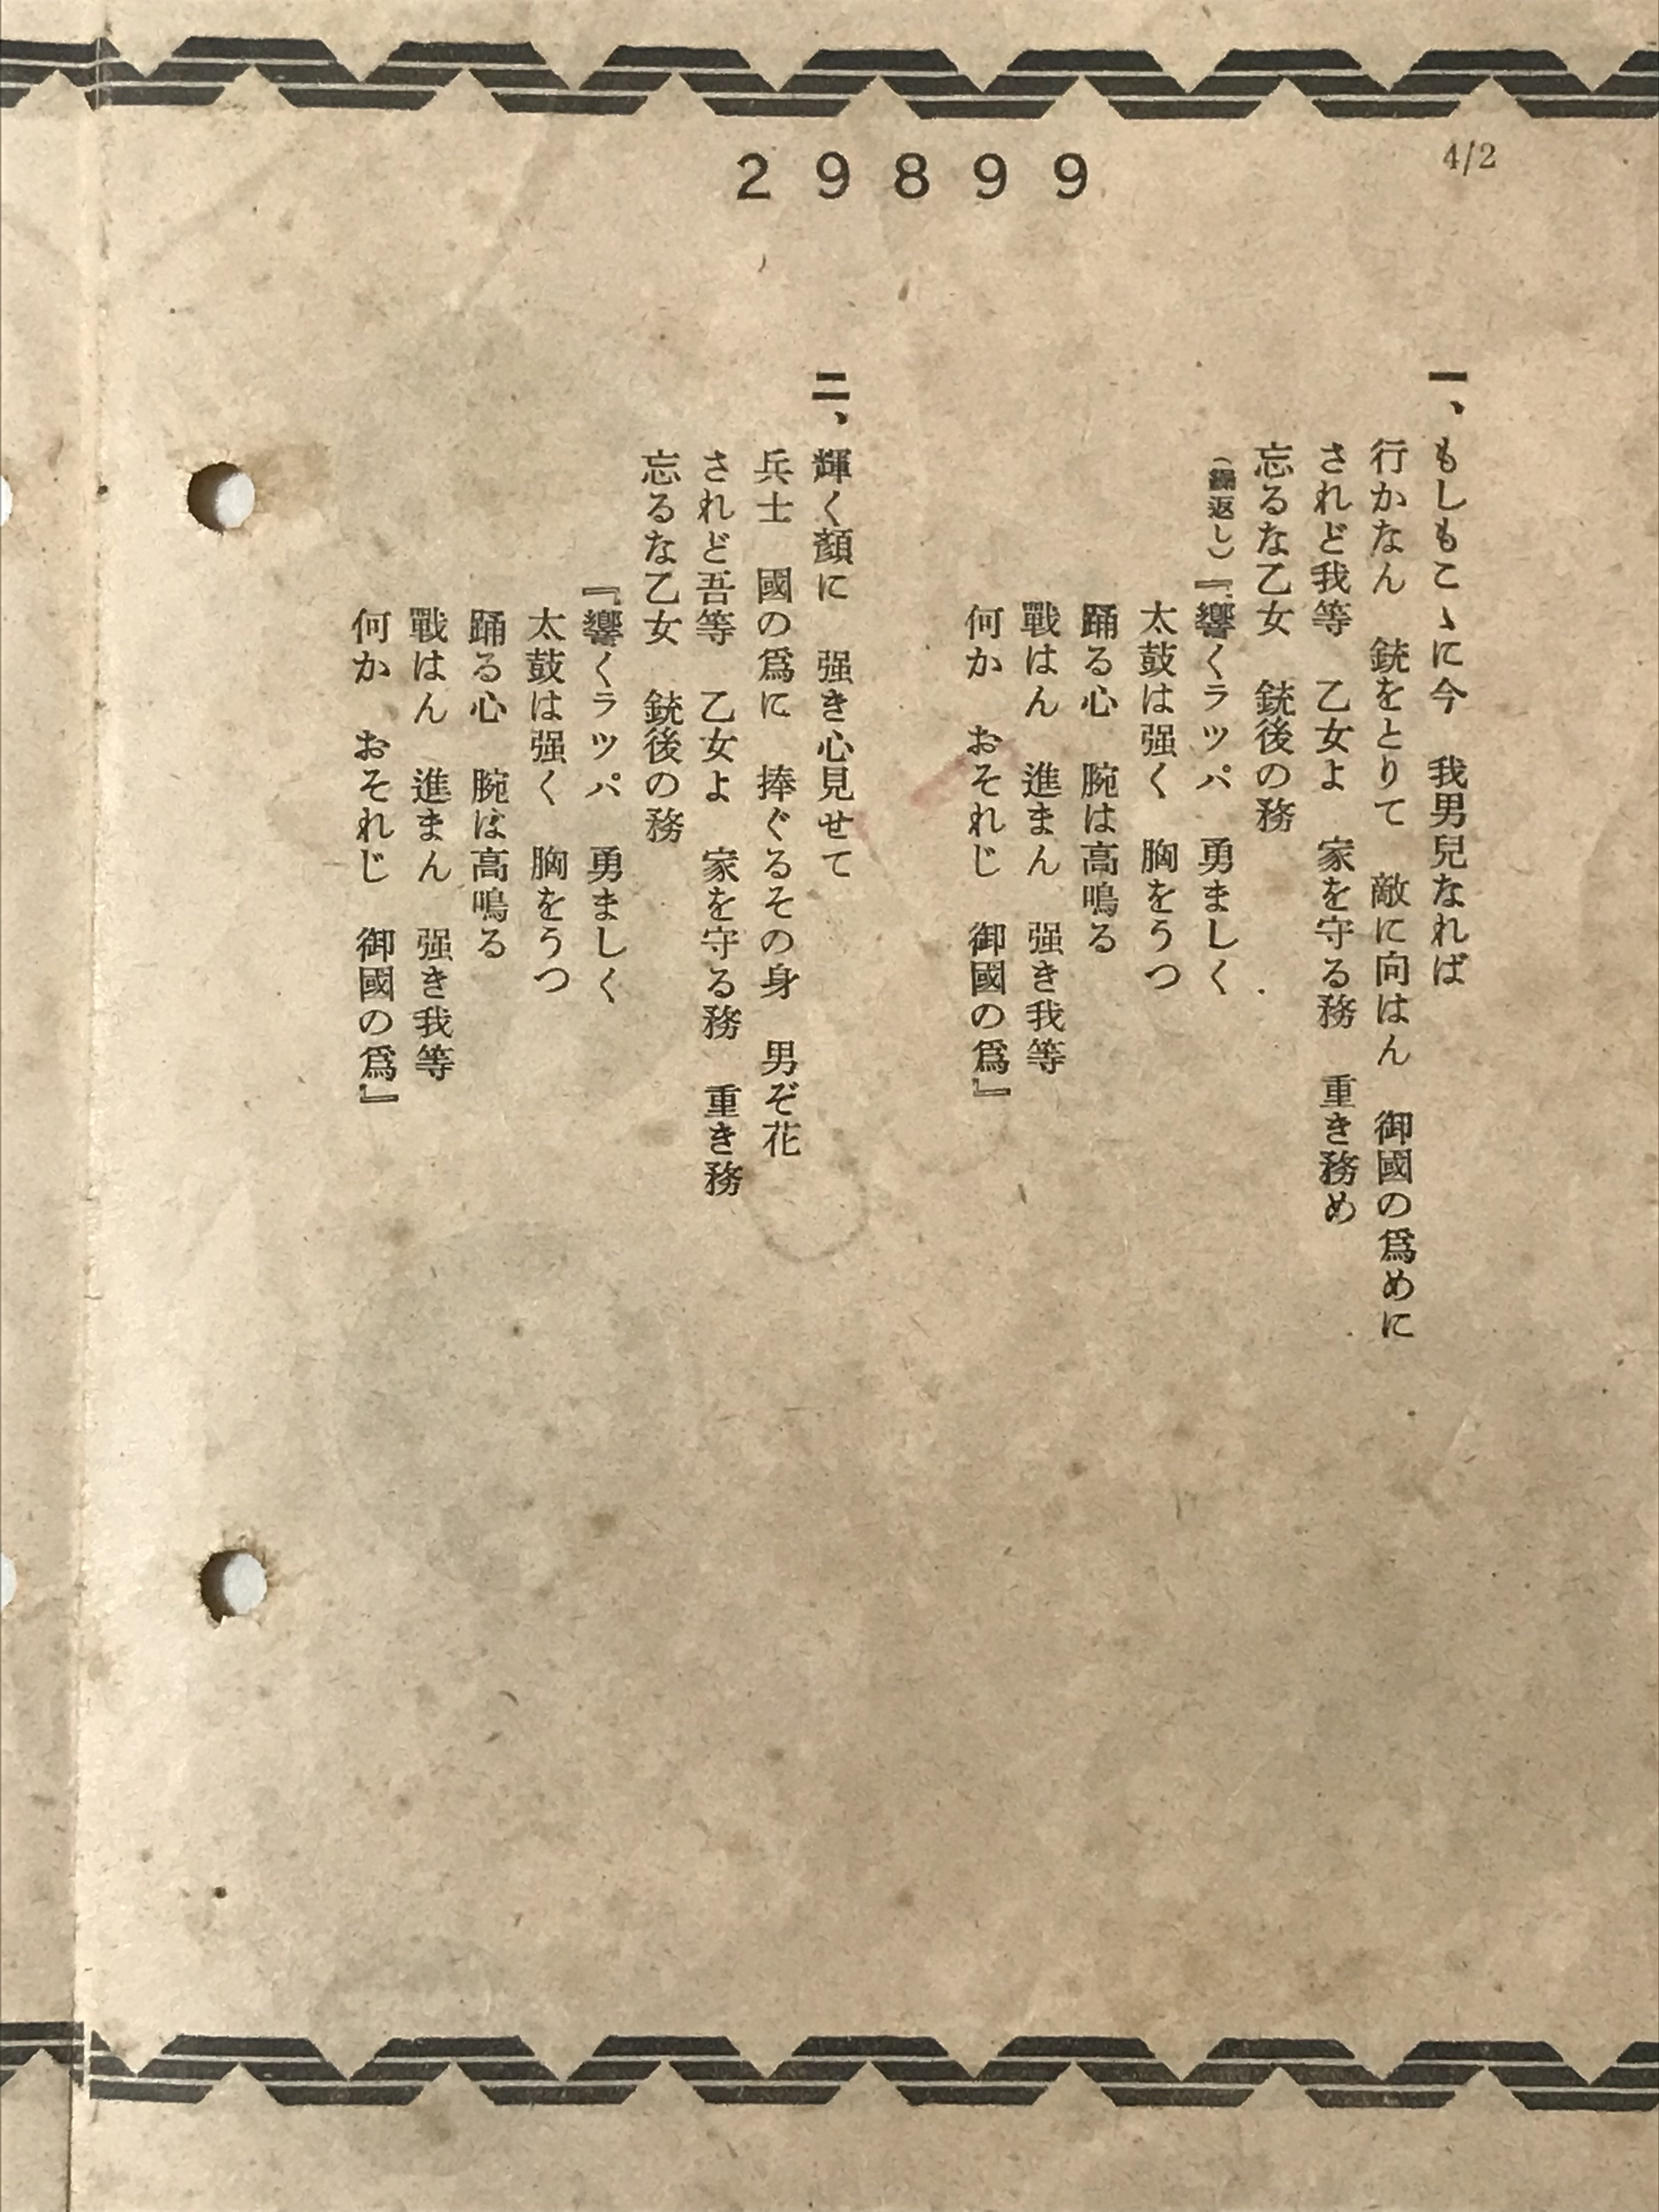 4/2
29899
一、もしもこゝに今　我男兒なれば
行かなん　銃をとりて　敵に向はん　御國の爲めに
されど我等　乙女よ　家を守る務　重き務め
忘るな乙女　銃後の務
（繰返し）『響くラッパ　勇ましく
太鼓は强く　胸をうつ
踊る心　腕は高鳴る
戰はん　進まん　强き我等
何か　おそれじ　御國の爲』
二、輝く顏に　强き心見せて
兵士　國の爲に　捧ぐるその身　男ぞ花
されど吾等　乙女よ　家を守る務　重き務
忘るな乙女　銃後の務
『響くラッパ　勇ましく
太鼓は强く　胸をうつ
踊る心　腕は高鳴る
戰はん　進まん　强き我等
何か　おそれじ　御國の爲』